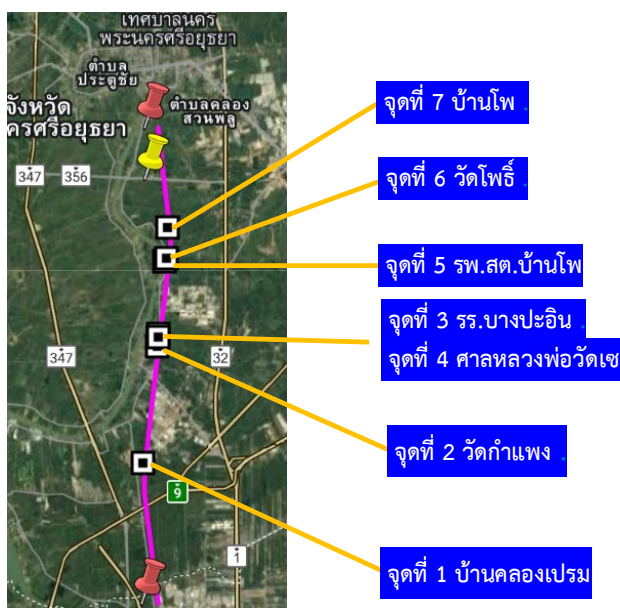 เทศบาลนคร
พระนครศรีอยุธยา
ตำบล
ประตูชัย
จังหวัด
ตำบลคลอง
สวนพลู
ครศรีอยุธยา
347
356
347
32
9
1
จุดที่ 7 บ้านโพ .
จุดที่ 6 วัดโพธิ์ .
จุดที่ 5 รพ.สต.บ้านโพ
จุดที่ 3 รร.บางปะอิน .
จุดที่ 4 ศาลหลวงพ่อวัดเซ
จุดที่ 2 วัดกำแพง .
จุดที่ 1 บ้านคลองเปรม